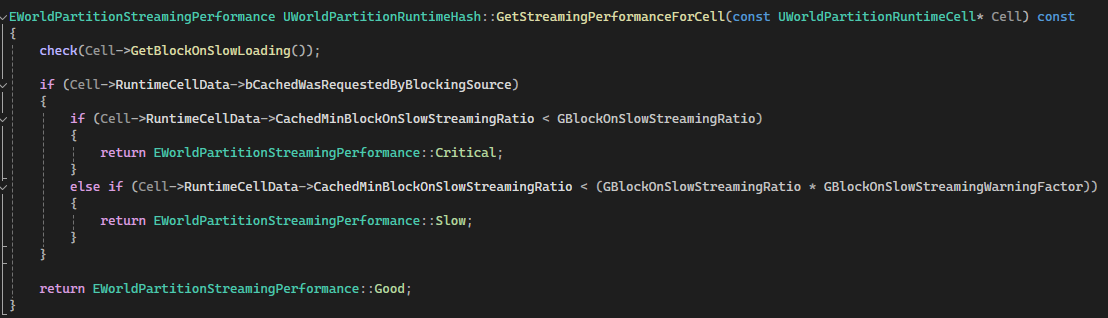 EWorldPartitionStreamingPerformance UWorldPartitionRuntimeHash::GetStreamingPerformanceForCell(const UWorldPartitionRuntimeCell* Cell) const
{
    check(Cell->GetBlockOnSlowLoading());

    if (Cell->RuntimeCellData->bCachedWasRequestedByBlockingSource)
    {
        if (Cell->RuntimeCellData->CachedMinBlockOnSlowStreamingRatio < GBlockOnSlowStreamingRatio)
        {
            return EWorldPartitionStreamingPerformance::Critical;
        }
        else if (Cell->RuntimeCellData->CachedMinBlockOnSlowStreamingRatio < (GBlockOnSlowStreamingRatio * GBlockOnSlowStreamingWarningFactor))
        {
            return EWorldPartitionStreamingPerformance::Slow;
        }
    }

    return EWorldPartitionStreamingPerformance::Good;
}